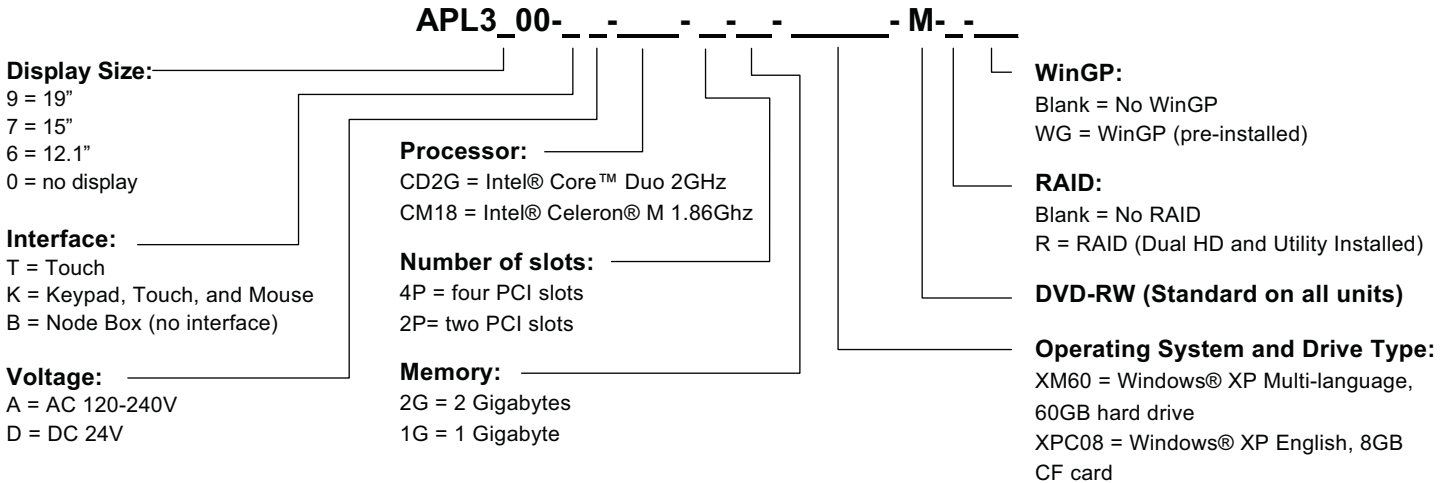 APL3_00-_ _-____-__-__-______-M-_-___
Display Size:
9 = 19”
7 = 15”
6 = 12.1”
0 = no display
Interface:
T = Touch
K = Keypad, Touch, and Mouse
B = Node Box (no interface)
Voltage:
A = AC 120-240V
D = DC 24V
Processor:
CD2G = Intel® Core™ Duo 2GHz
CM18 = Intel® Celeron® M 1.86Ghz
Number of slots:
4P = four PCI slots
2P= two PCI slots
Memory:
2G = 2 Gigabytes
1G = 1 Gigabyte
WinGP:
Blank = No WinGP
WG = WinGP (pre-installed)
RAID:
Blank = No RAID
R = RAID (Dual HD and Utility Installed)
DVD-RW (Standard on all units)
Operating System and Drive Type:
XM60 = Windows® XP Multi-language,
60GB hard drive
XPC08 = Windows® XP English, 8GB
CF card